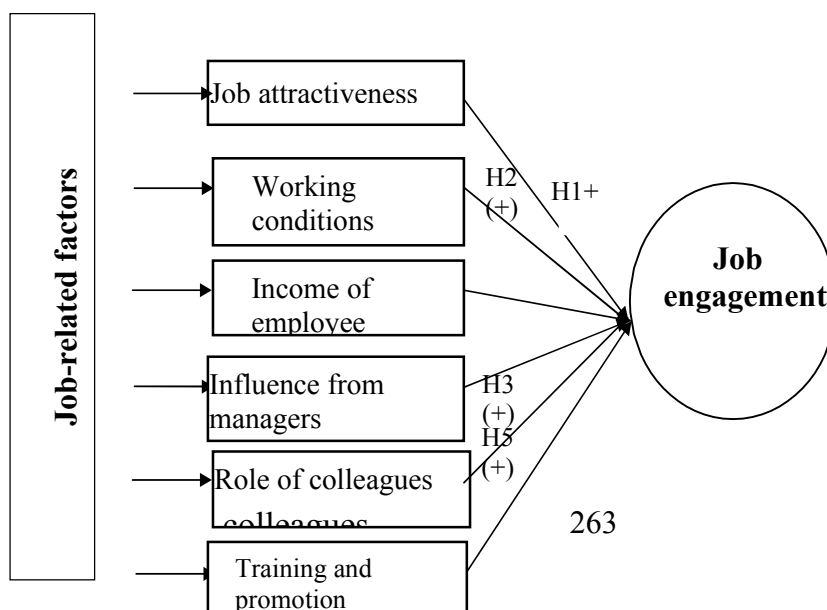 Job-related factors
Job attractiveness
Working
conditions
Income of
employee
Influence from
managers
Role of colleagues
colleagues
Training and
promotion
H2
(+)
H1+
H3
(+)
H5
(+)
Job
engagement
263